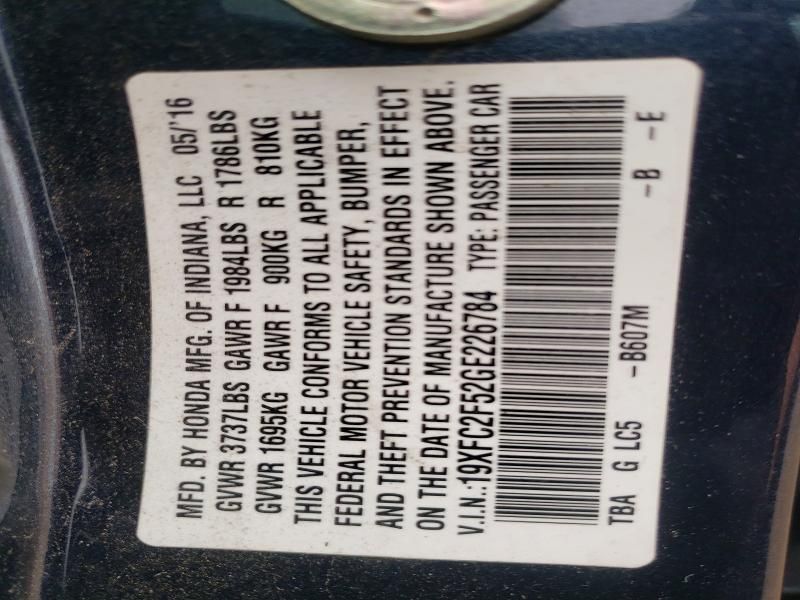 MFD. BY HONDA MFG. OF INDIANA, LLC 05/'16
GVWR 3737LBS GAWR F 1984LBS R 1786LBS
GVWR 1695KG GAWR F 900KG R 810KG
THIS VEHICLE CONFORMS TO ALL APPLICABLE
FEDERAL MOTOR VEHICLE SAFETY, BUMPER,
AND THEFT PREVENTION STANDARDS IN EFFECT
ON THE DATE OF MANUFACTURE SHOWN ABOVE.
V.I.N.:19XFC2F52GE226784 TYPE: PASSENGER CAR
TBA G LC5 -B607M -B -E